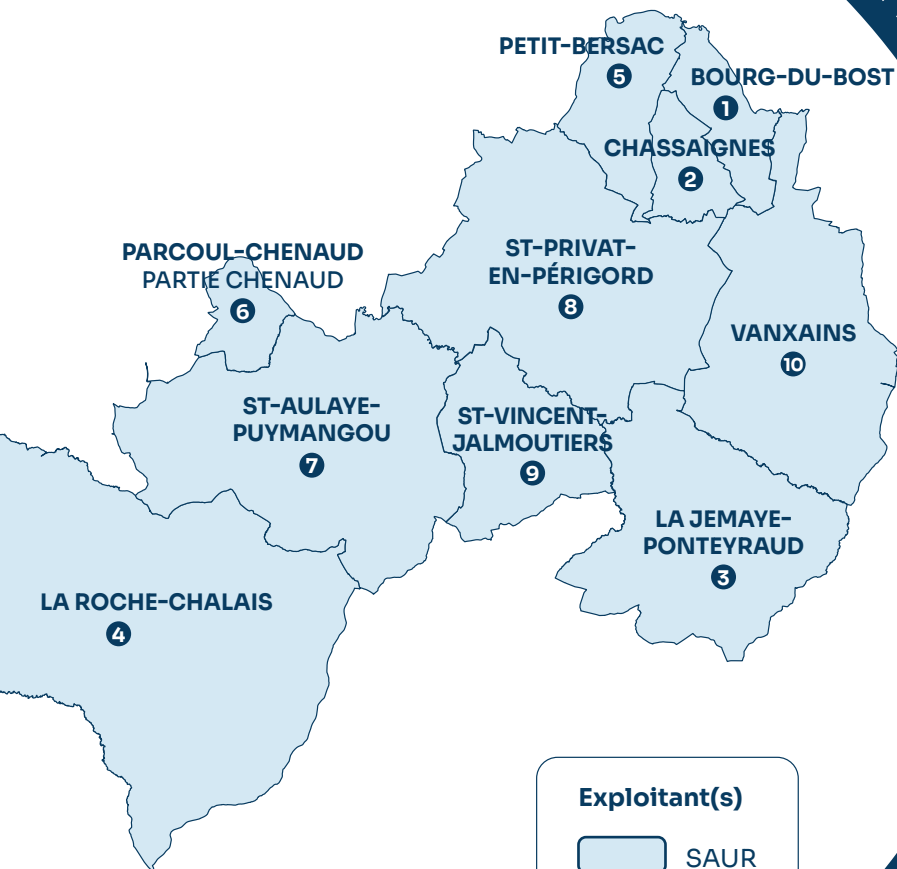 PETIT-BERSAC
5
BOURG-DU-BOST
1
CHASSAIGNES
2
PARCOUL-CHENAUD
PARTIE CHENAUD
6
ST-PRIVAT-
EN-PÉRIGORD
8
VANXAINS
10
ST-AULAYE-
PUYMANGOU
7
ST-VINCENT-
JALMOUTIERS
9
LA JEMAYE-
PONTEYRAUD
3
LA ROCHE-CHALAIS
4
Exploitant(s)
SAUR